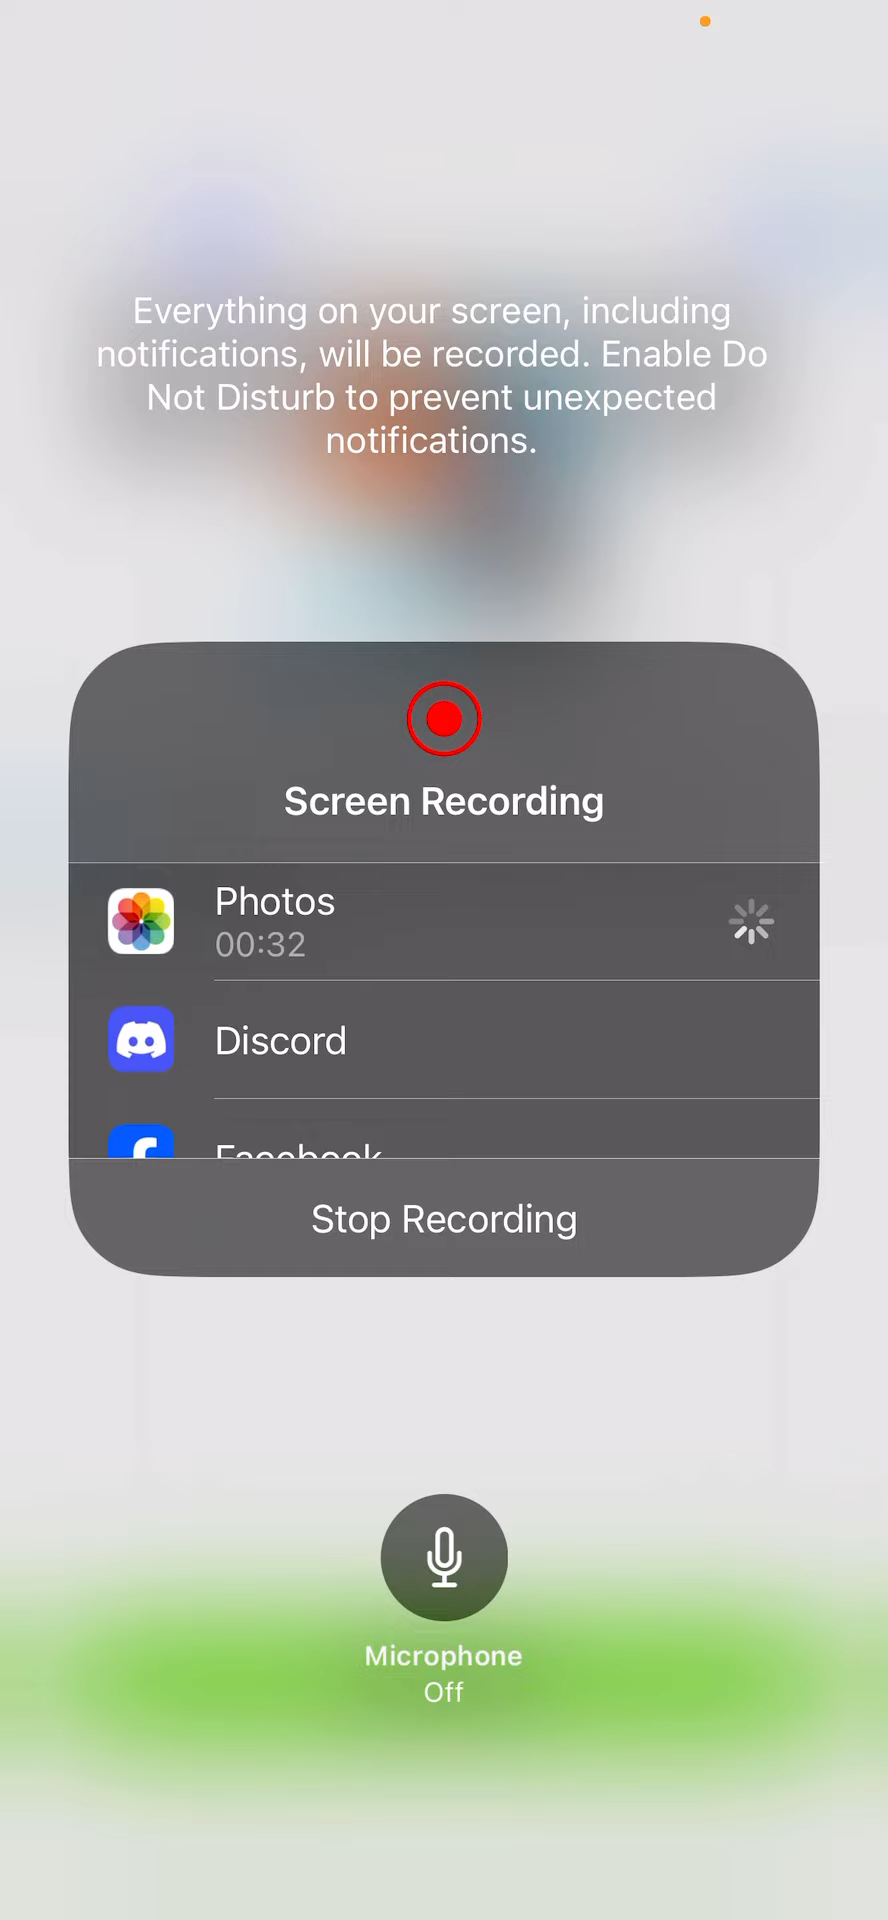 Everything on your screen, including
notifications, will be recorded. Enable Do
Not Disturb to prevent unexpected
notifications.
Screen Recording
Photos
00:32
Discord
Facebook
Stop Recording
Microphone
Off